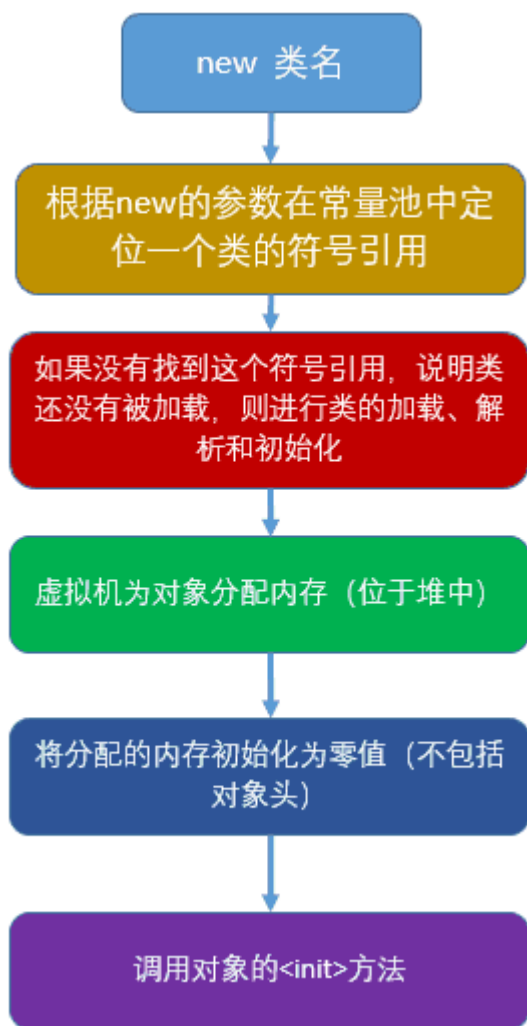 new 类名
根据new的参数在常量池中定
位一个类的符号引用
如果没有找到这个符号引用，说明类
还没有被加载，则进行类的加载、解
析和初始化
虚拟机为对象分配内存（位于堆中）
将分配的内存初始化为零值（不包括
对象头）
调用对象的<init>方法